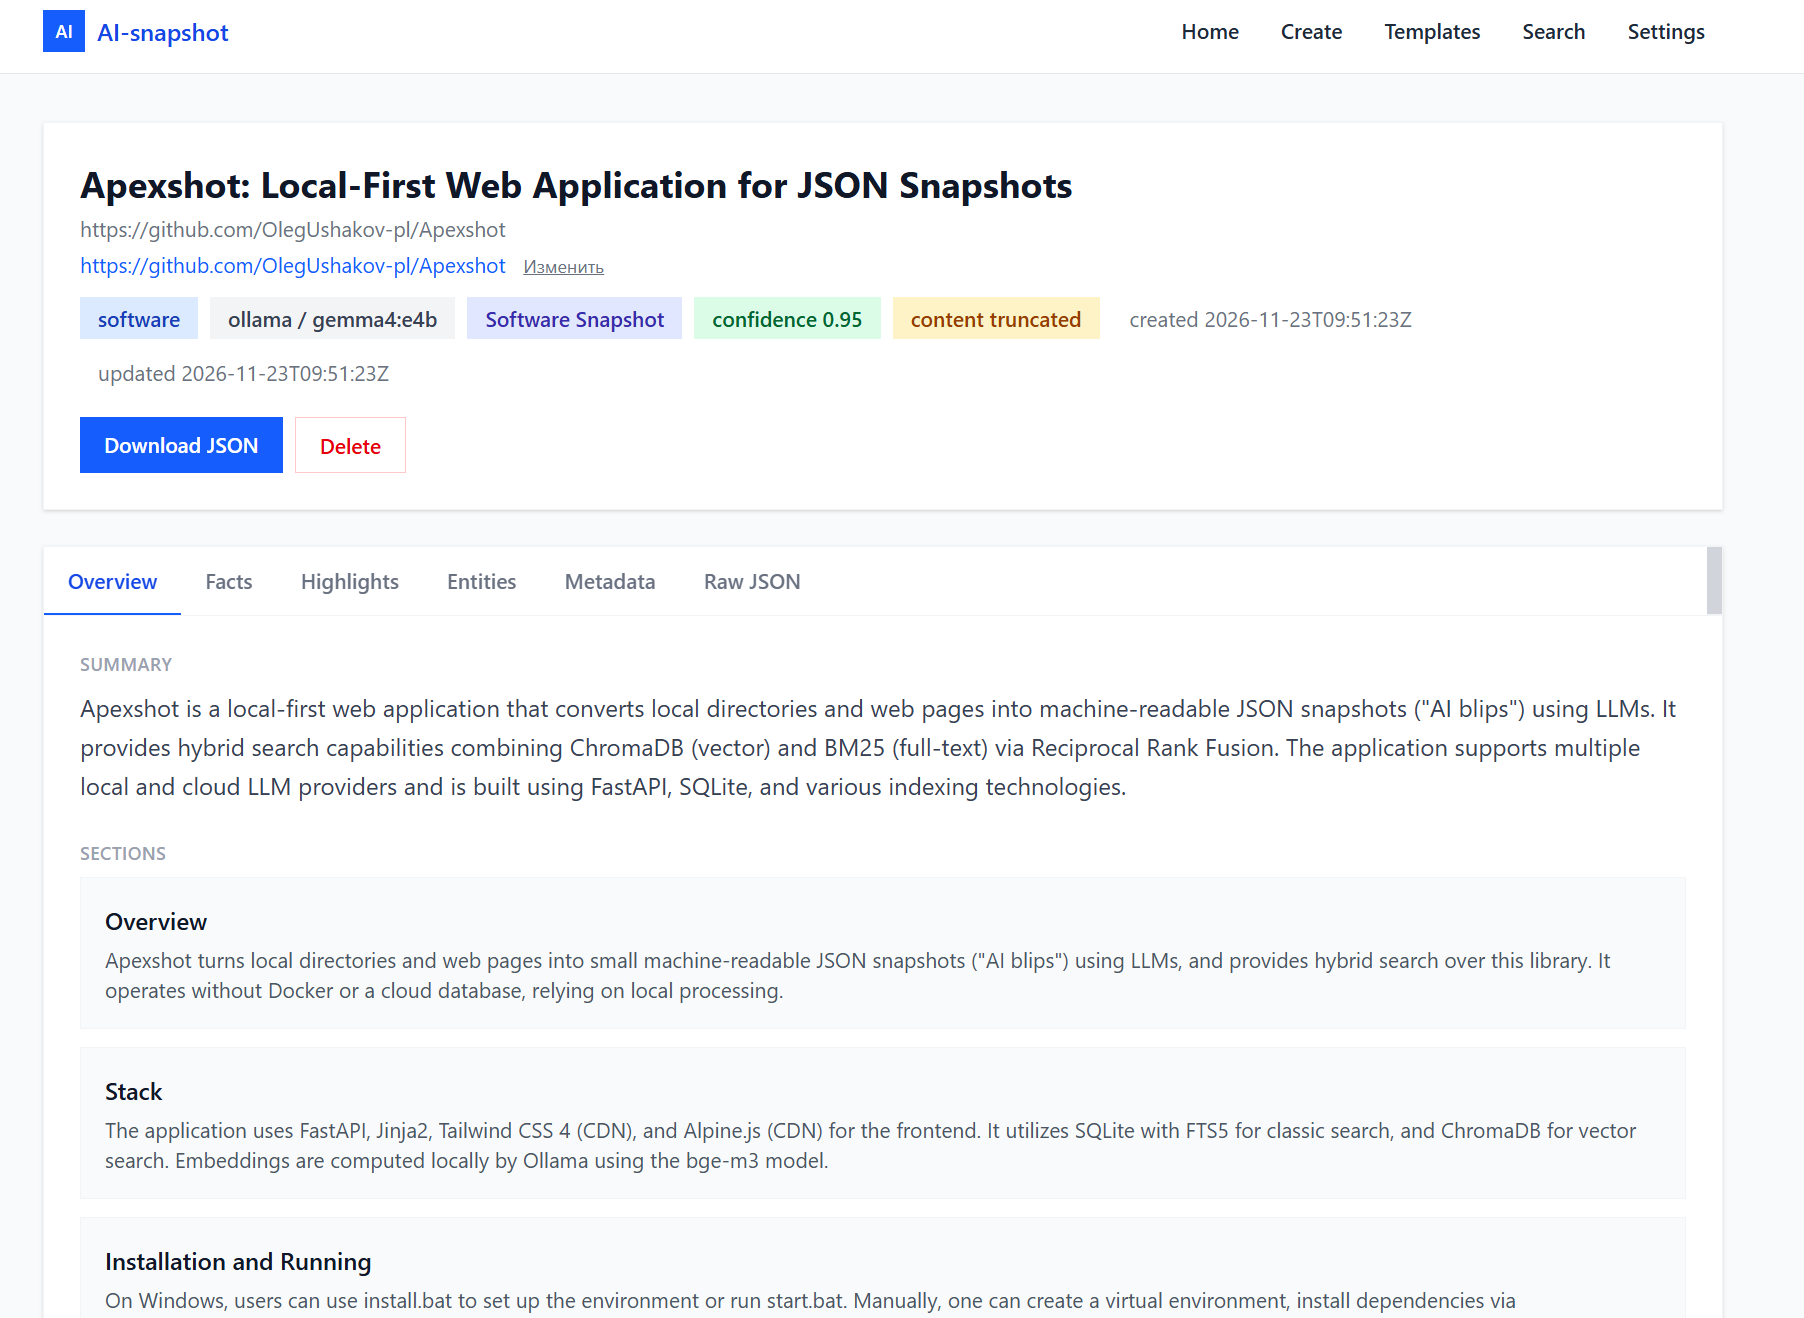 AI AI-snapshot Home Create Templates Search Settings
Apexshot: Local-First Web Application for JSON Snapshots
https://github.com/OlegUshakov-pl/Apexshot
https://github.com/OlegUshakov-pl/Apexshot Изменить
software ollama / gemma4:e4b Software Snapshot confidence 0.95 content truncated created 2026-11-23T09:51:23Z
updated 2026-11-23T09:51:23Z
Download JSON Delete
Overview Facts Highlights Entities Metadata Raw JSON
SUMMARY
Apexshot is a local-first web application that converts local directories and web pages into machine-readable JSON snapshots ("AI blips") using LLMs. It
provides hybrid search capabilities combining ChromaDB (vector) and BM25 (full-text) via Reciprocal Rank Fusion. The application supports multiple
local and cloud LLM providers and is built using FastAPI, SQLite, and various indexing technologies.
SECTIONS
Overview
Apexshot turns local directories and web pages into small machine-readable JSON snapshots ("AI blips") using LLMs, and provides hybrid search over this library. It
operates without Docker or a cloud database, relying on local processing.
Stack
The application uses FastAPI, Jinja2, Tailwind CSS 4 (CDN), and Alpine.js (CDN) for the frontend. It utilizes SQLite with FTS5 for classic search, and ChromaDB for vector
search. Embeddings are computed locally by Ollama using the bge-m3 model.
Installation and Running
On Windows, users can use install.bat to set up the environment or run start.bat. Manually, one can create a virtual environment, install dependencies via